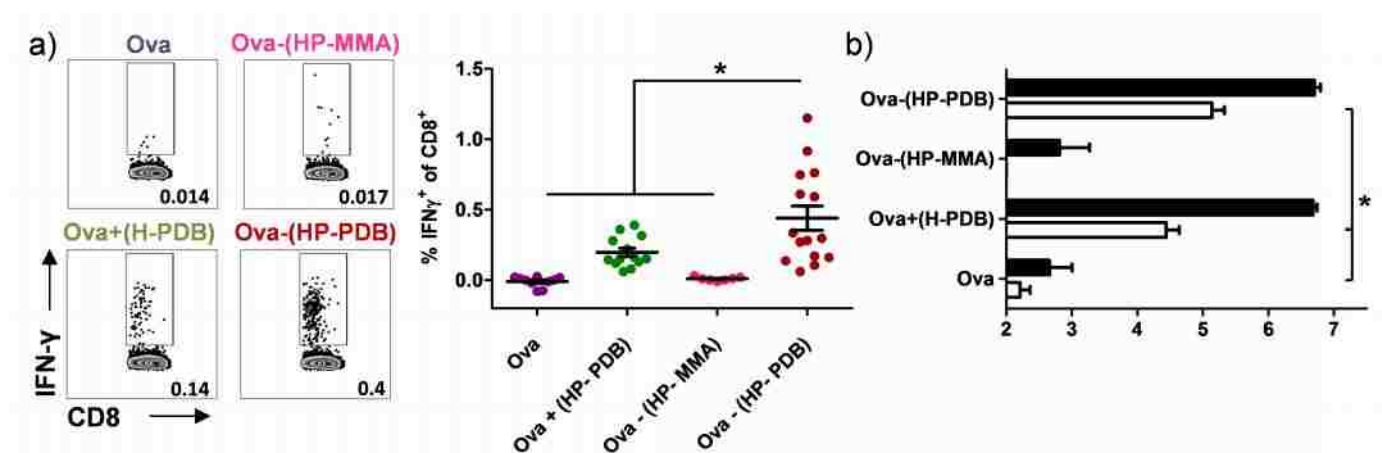 a)
Ova
Ova-(HP-MMA)
0.014
0.017
Ova+(H-PDB)
Ova-(HP-PDB)
0.14
0.4
IFN-γ
CD8
% IFNγ+ of CD8+
1.5
1.0
0.5
0.0
*
Ova
Ova + (HP- PDB)
Ova - (HP- MMA)
Ova - (HP- PDB)
b)
Ova-(HP-PDB)
Ova-(HP-MMA)
Ova+(H-PDB)
Ova
*
2 3 4 5 6 7